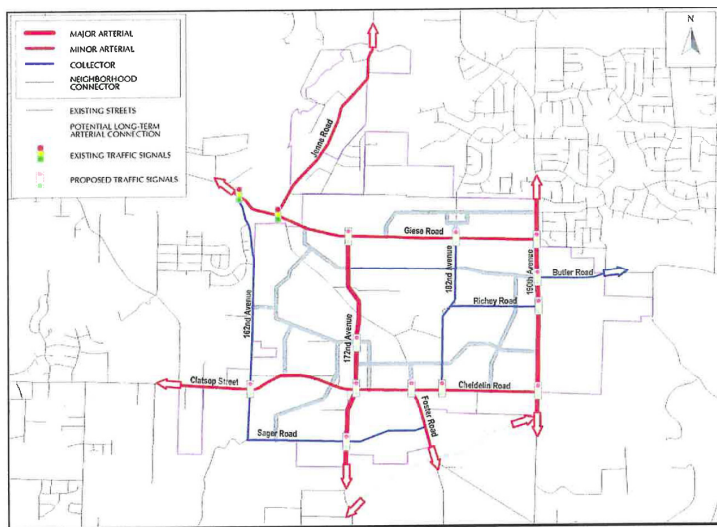 MAJOR ARTERIAL
MINOR ARTERIAL
COLLECTOR
NEIGHBORHOOD
CONNECTOR
EXISTING STREETS
POTENTIAL LONG-TERM
ARTERIAL CONNECTION
EXISTING TRAFFIC SIGNALS
PROPOSED TRAFFIC SIGNALS
N
Jenne Road
Giese Road
182nd Avenue
190th Avenue
Butler Road
162nd Avenue
172nd Avenue
Richey Road
Clatsop Street
Cheldelin Road
Foster Road
Sager Road